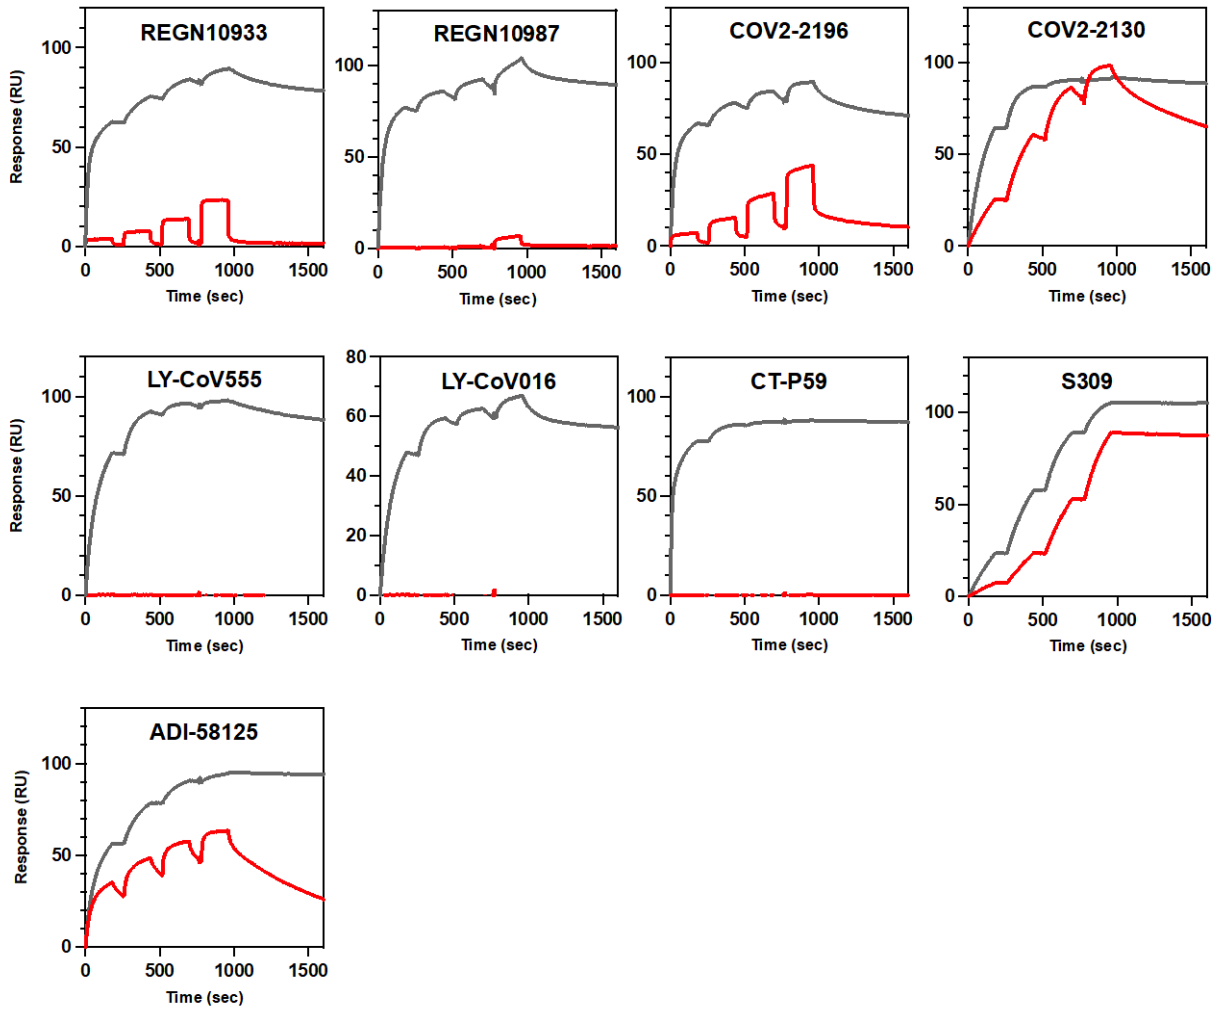 REGN10933
REGN10987
COV2-2196
COV2-2130
Response (RU)
100
50
0
100
50
0
100
50
0
100
50
0
0 500 1000 1500
0 500 1000 1500
0 500 1000 1500
0 500 1000 1500
Time (sec)
Time (sec)
Time (sec)
Time (sec)
LY-CoV555
LY-CoV016
CT-P59
S309
Response (RU)
100
50
0
80
60
40
20
0
100
50
0
100
50
0
0 500 1000 1500
0 500 1000 1500
0 500 1000 1500
0 500 1000 1500
Time (sec)
Time (sec)
Time (sec)
Time (sec)
ADI-58125
Response (RU)
100
50
0
0 500 1000 1500
Time (sec)